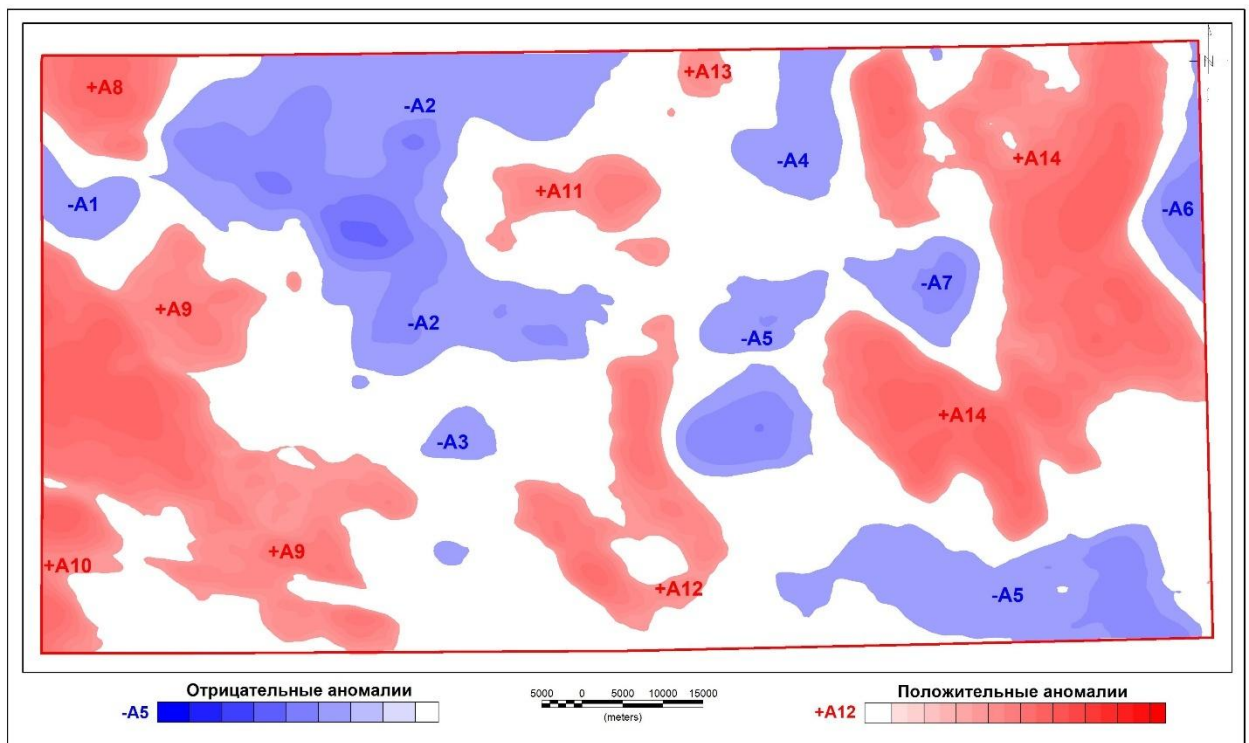 +A13
+A8
N
-A2
-A4
+A14
+A11
-A1
-A6
-A7
+A9
-A2
-A5
+A14
-A3
+A9
+A10
+A12
-A5
Отрицательные аномалии
-A5
5000 0 5000 10000 15000
(meters)
Положительные аномалии
+A12